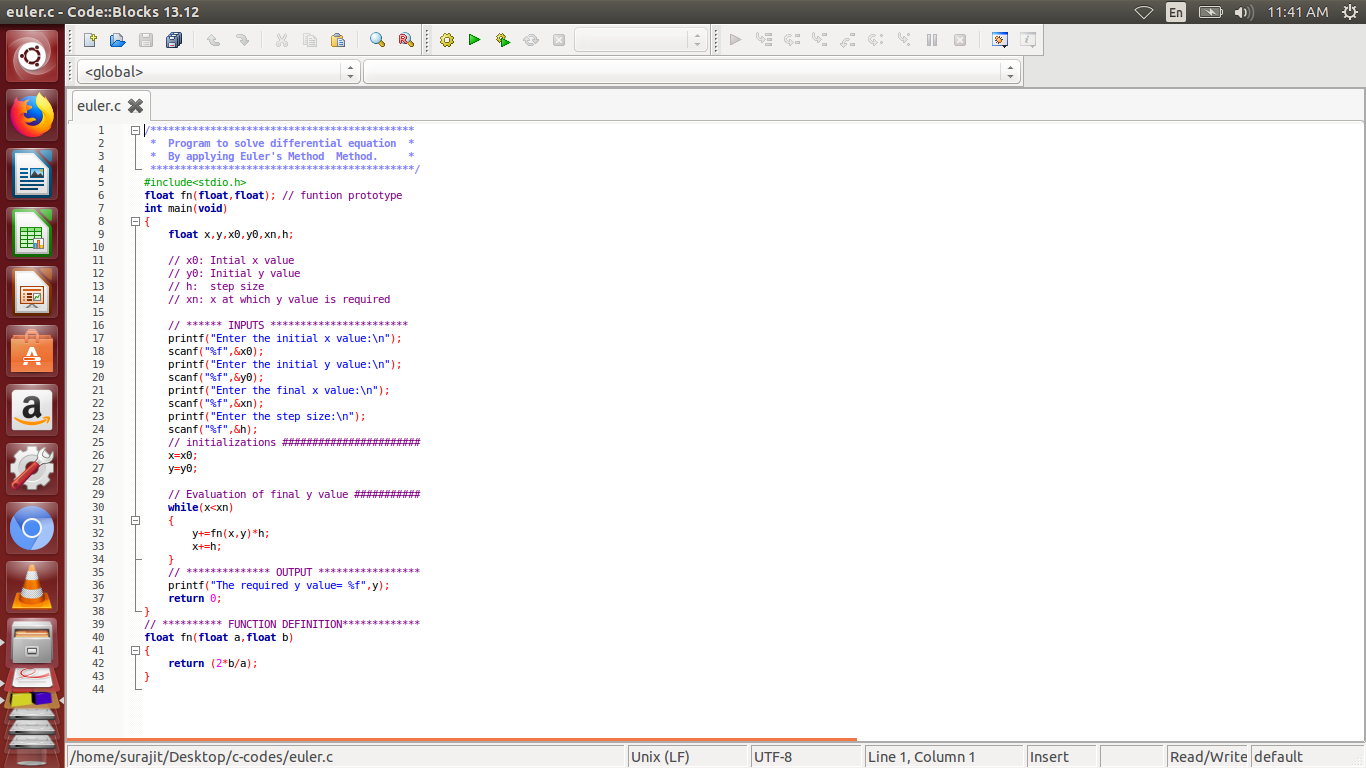 euler.c - Code::Blocks 13.12
En
11:41 AM
<global>
euler.c
1 /********************************************
2  *  Program to solve differential equation  *
3  *  By applying Euler's Method  Method.     *
4  ********************************************/
5 #include<stdio.h>
6 float fn(float,float); // funtion prototype
7 int main(void)
8 {
9     float x,y,x0,y0,xn,h;
10
11     // x0: Intial x value
12     // y0: Initial y value
13     // h:  step size
14     // xn: x at which y value is required
15
16     // ****** INPUTS ***********************
17     printf("Enter the initial x value:\n");
18     scanf("%f",&x0);
19     printf("Enter the initial y value:\n");
20     scanf("%f",&y0);
21     printf("Enter the final x value:\n");
22     scanf("%f",&xn);
23     printf("Enter the step size:\n");
24     scanf("%f",&h);
25     // initializations #######################
26     x=x0;
27     y=y0;
28
29     // Evaluation of final y value ###########
30     while(x<xn)
31     {
32         y+=fn(x,y)*h;
33         x+=h;
34     }
35     // ************** OUTPUT *****************
36     printf("The required y value= %f",y);
37     return 0;
38 }
39 // ********** FUNCTION DEFINITION*************
40 float fn(float a,float b)
41 {
42     return (2*b/a);
43 }
44
/home/surajit/Desktop/c-codes/euler.c
Unix (LF)
UTF-8
Line 1, Column 1
Insert
Read/Write
default